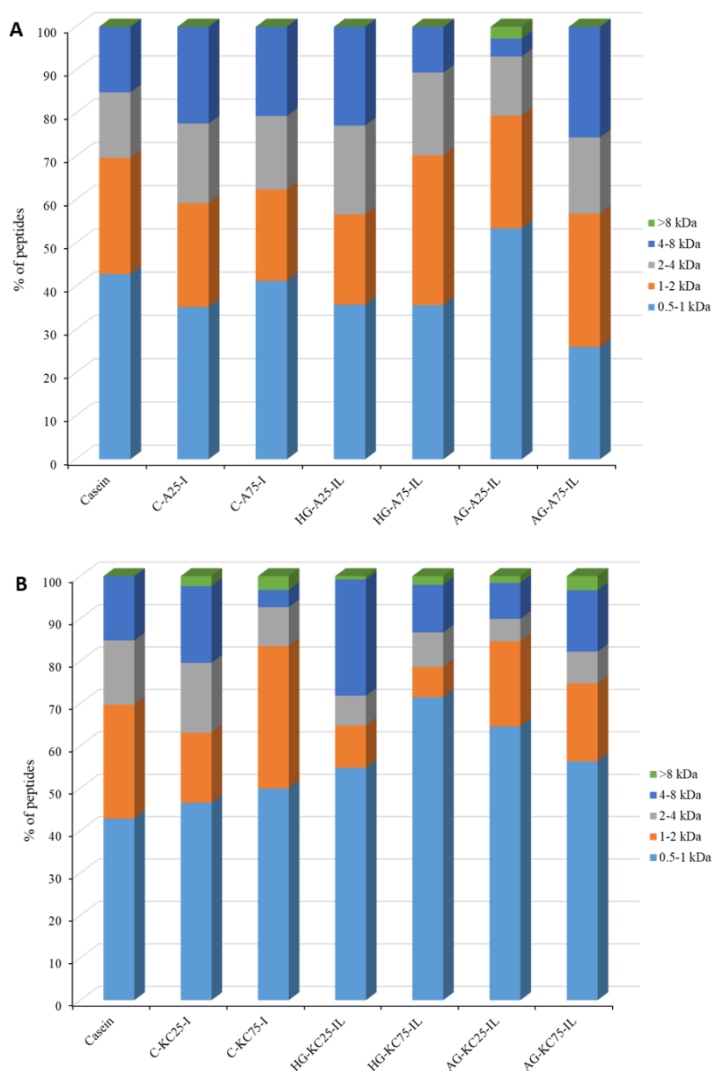 A
100
90
80
70
60
50
40
30
20
10
0
% of peptides
Casein
C-A25-I
C-A75-I
HG-A25-IL
HG-A75-IL
AG-A25-IL
AG-A75-IL
>8 kDa
4-8 kDa
2-4 kDa
1-2 kDa
0.5-1 kDa
B
100
90
80
70
60
50
40
30
20
10
0
% of peptides
Casein
C-KC25-I
C-KC75-I
HG-KC25-IL
HG-KC75-IL
AG-KC25-IL
AG-KC75-IL
>8 kDa
4-8 kDa
2-4 kDa
1-2 kDa
0.5-1 kDa